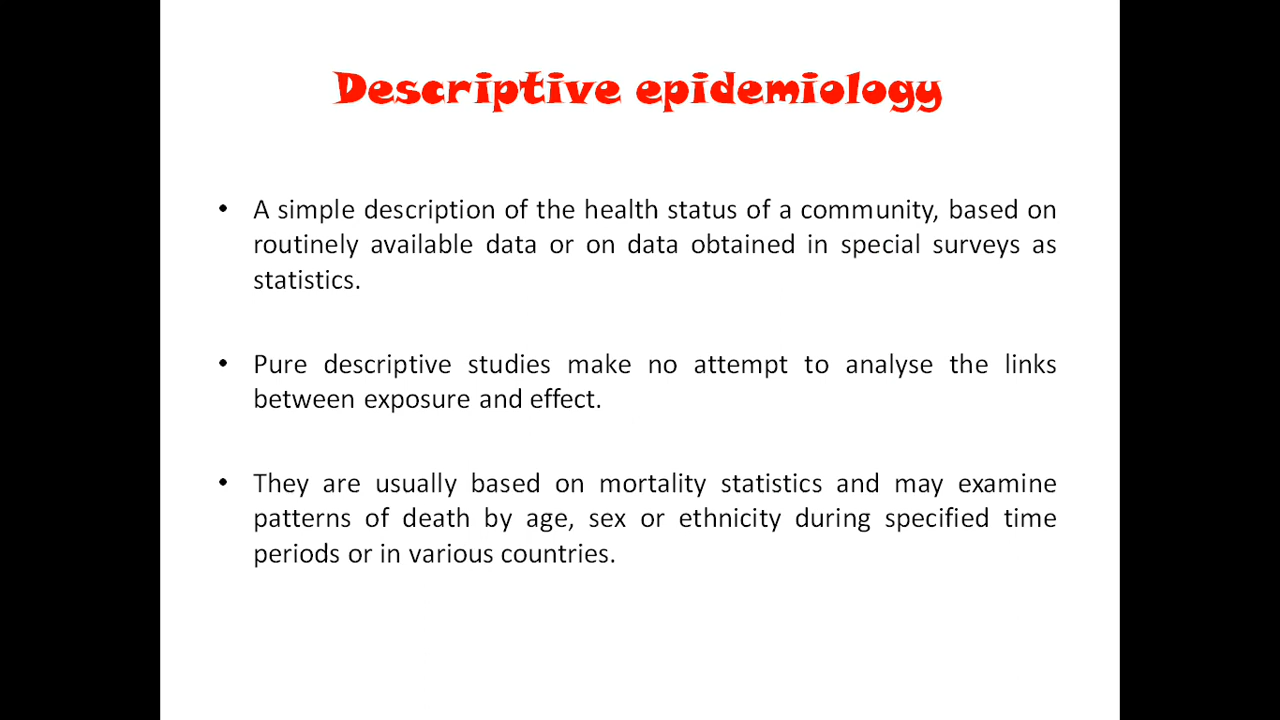 Descriptive epidemiology
• A simple description of the health status of a community, based on
routinely available data or on data obtained in special surveys as
statistics.
• Pure descriptive studies make no attempt to analyse the links
between exposure and effect.
• They are usually based on mortality statistics and may examine
patterns of death by age, sex or ethnicity during specified time
periods or in various countries.